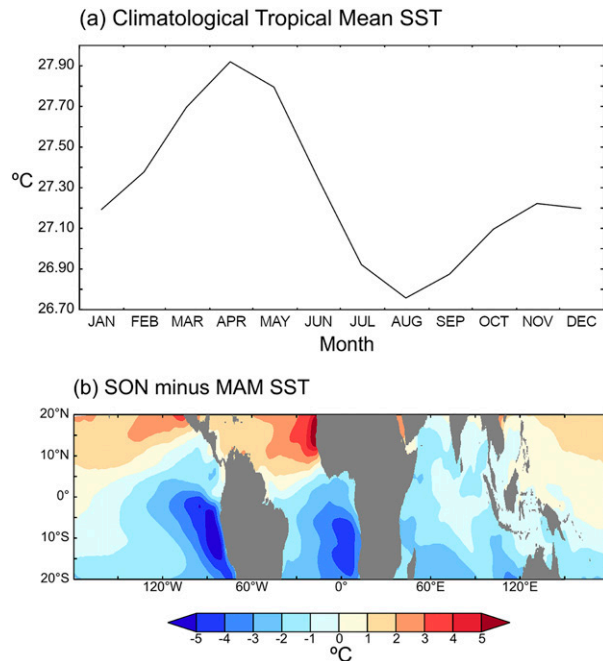 (a) Climatological Tropical Mean SST
27.90
27.70
27.50
ºC
27.30
27.10
26.90
26.70
JAN FEB MAR APR MAY JUN JUL AUG SEP OCT NOV DEC
Month
(b) SON minus MAM SST
20°N
10°N
0°
10°S
20°S
120°W 60°W 0° 60°E 120°E
-5 -4 -3 -2 -1 0 1 2 3 4 5
ºC